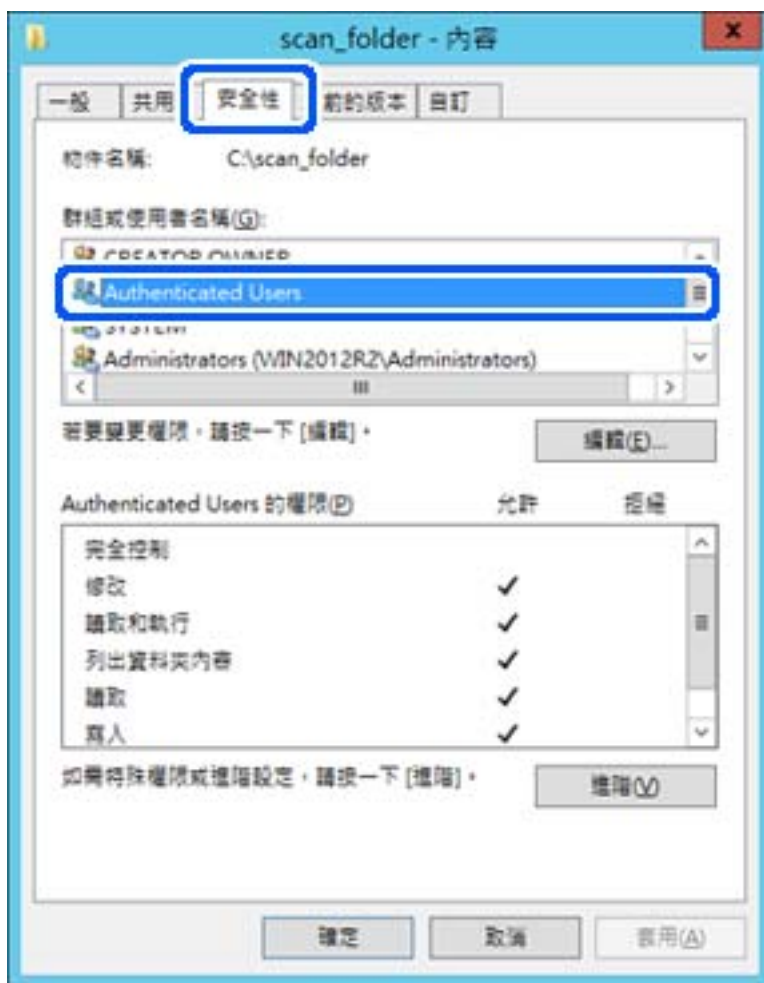 scan_folder - 內容
一般 共用 安全性 前的版本 自訂
物件名稱: C:\scan_folder
群組或使用者名稱(G):
CREATOR OWNER
Authenticated Users
SYSTEM
Administrators (WIN2012R2\Administrators)
若要變更權限，請按一下 [編輯]。 編輯(E)...
Authenticated Users 的權限(P) 允許 拒絕
完全控制
修改
讀取和執行
列出資料夾內容
讀取
寫入
如需特殊權限或進階設定，請按一下 [進階]。 進階(V)
確定 取消 套用(A)